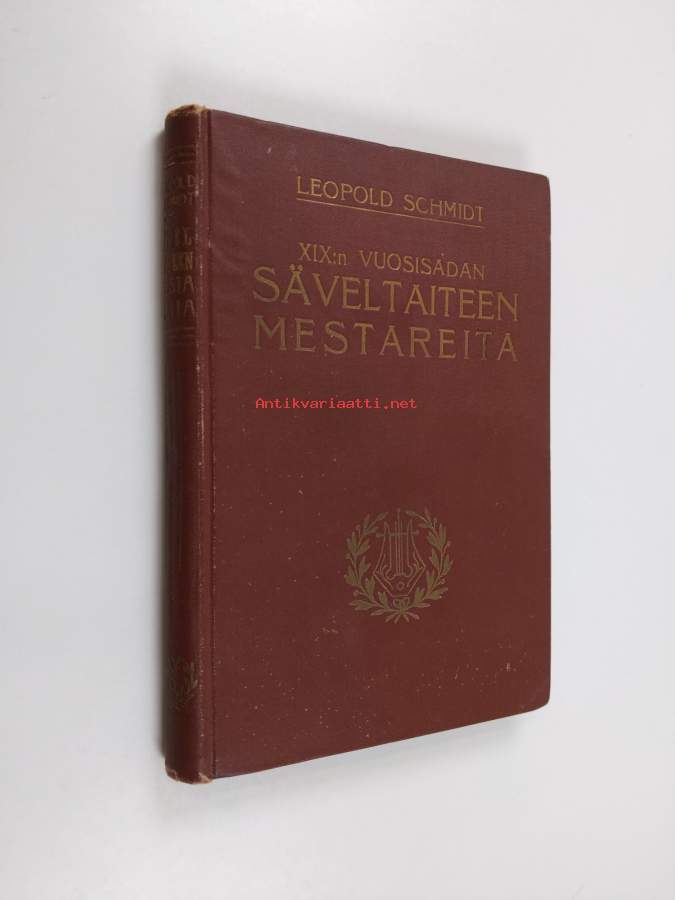 LEOPOLD SCHMIDT
XIX:n VUOSISADAN
SÄVELTAITEEN
MESTAREITA
Antikvariaatti.net